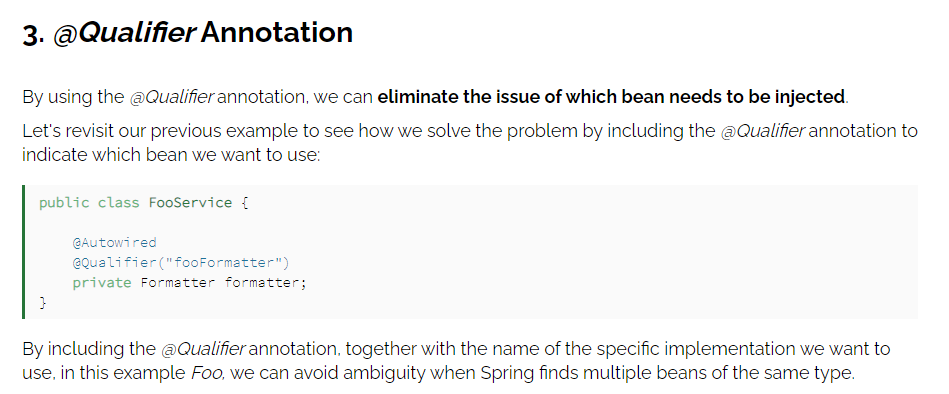 3. @Qualifier Annotation
By using the @Qualifier annotation, we can eliminate the issue of which bean needs to be injected.
Let's revisit our previous example to see how we solve the problem by including the @Qualifier annotation to
indicate which bean we want to use:
public class FooService {
@Autowired
@Qualifier("fooFormatter")
private Formatter formatter;
}
By including the @Qualifier annotation, together with the name of the specific implementation we want to
use, in this example Foo, we can avoid ambiguity when Spring finds multiple beans of the same type.